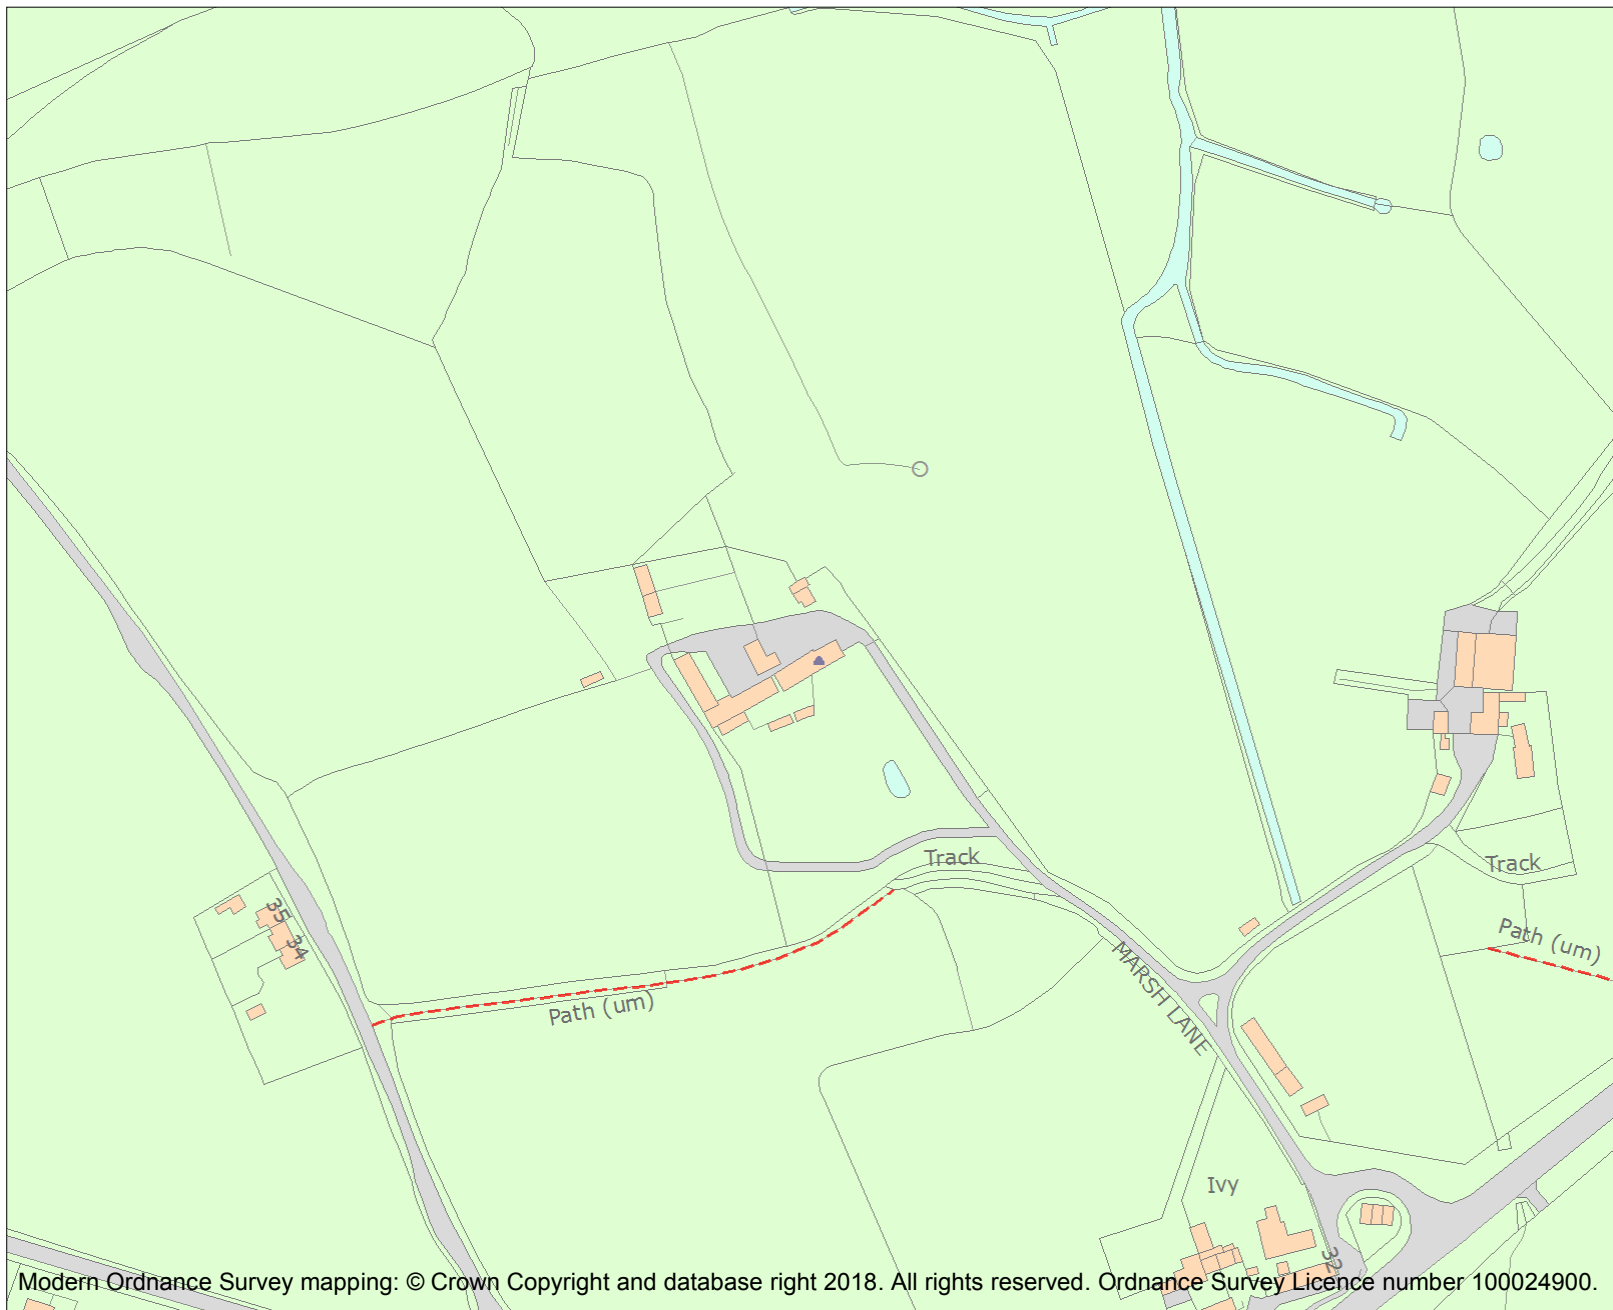 Track
Track
35
34
Path (um)
MARSH LANE
Path (um)
Ivy
32
Modern Ordnance Survey mapping: © Crown Copyright and database right 2018. All rights reserved. Ordnance Survey Licence number 100024900.